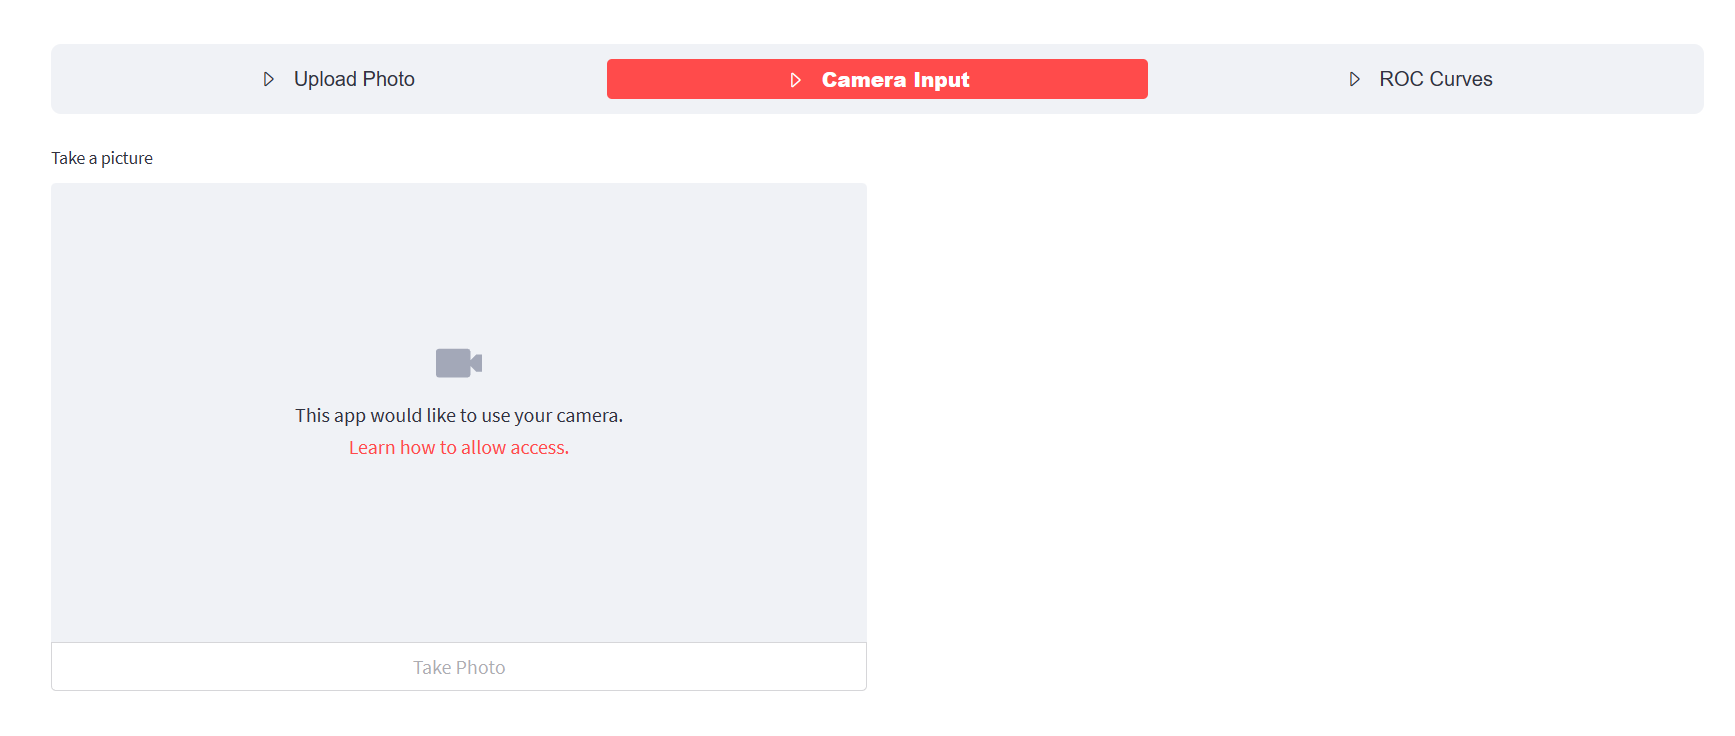 Upload Photo
Camera Input
ROC Curves
Take a picture
This app would like to use your camera.
Learn how to allow access.
Take Photo